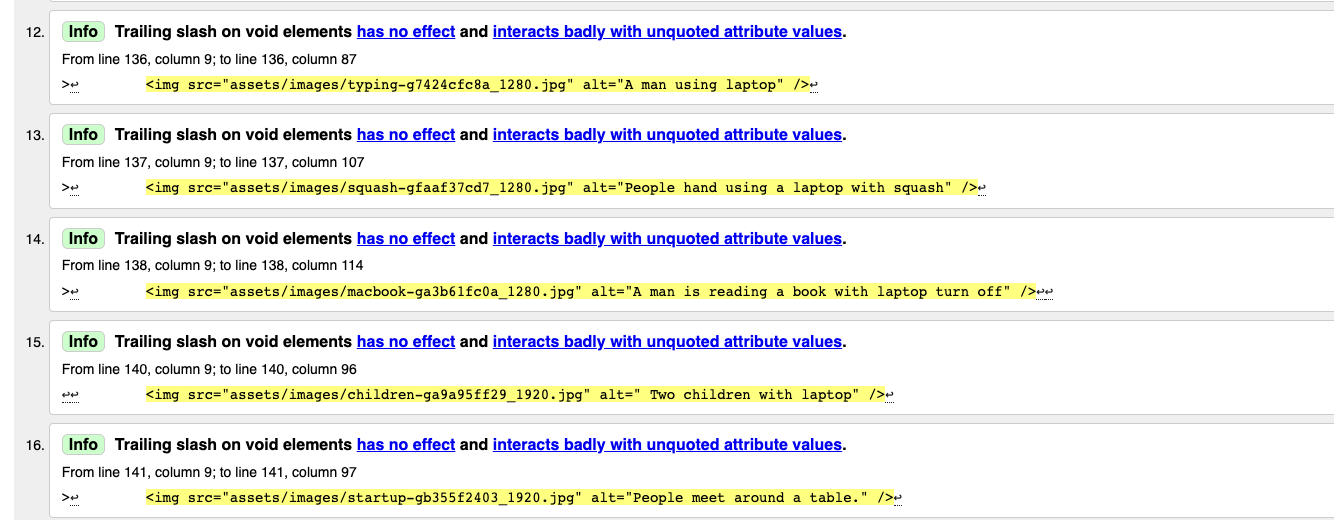 12. Info Trailing slash on void elements has no effect and interacts badly with unquoted attribute values.
From line 136, column 9; to line 136, column 87
>↩ <img src="assets/images/typing-g7424cfc8a_1280.jpg" alt="A man using laptop" />↩
13. Info Trailing slash on void elements has no effect and interacts badly with unquoted attribute values.
From line 137, column 9; to line 137, column 107
>↩ <img src="assets/images/squash-gfaaf37cd7_1280.jpg" alt="People hand using a laptop with squash" />↩
14. Info Trailing slash on void elements has no effect and interacts badly with unquoted attribute values.
From line 138, column 9; to line 138, column 114
>↩ <img src="assets/images/macbook-ga3b61fc0a_1280.jpg" alt="A man is reading a book with laptop turn off" />↩↩
15. Info Trailing slash on void elements has no effect and interacts badly with unquoted attribute values.
From line 140, column 9; to line 140, column 96
↩↩ <img src="assets/images/children-ga9a95ff29_1920.jpg" alt=" Two children with laptop" />↩
16. Info Trailing slash on void elements has no effect and interacts badly with unquoted attribute values.
From line 141, column 9; to line 141, column 97
>↩ <img src="assets/images/startup-gb355f2403_1920.jpg" alt="People meet around a table." />↩